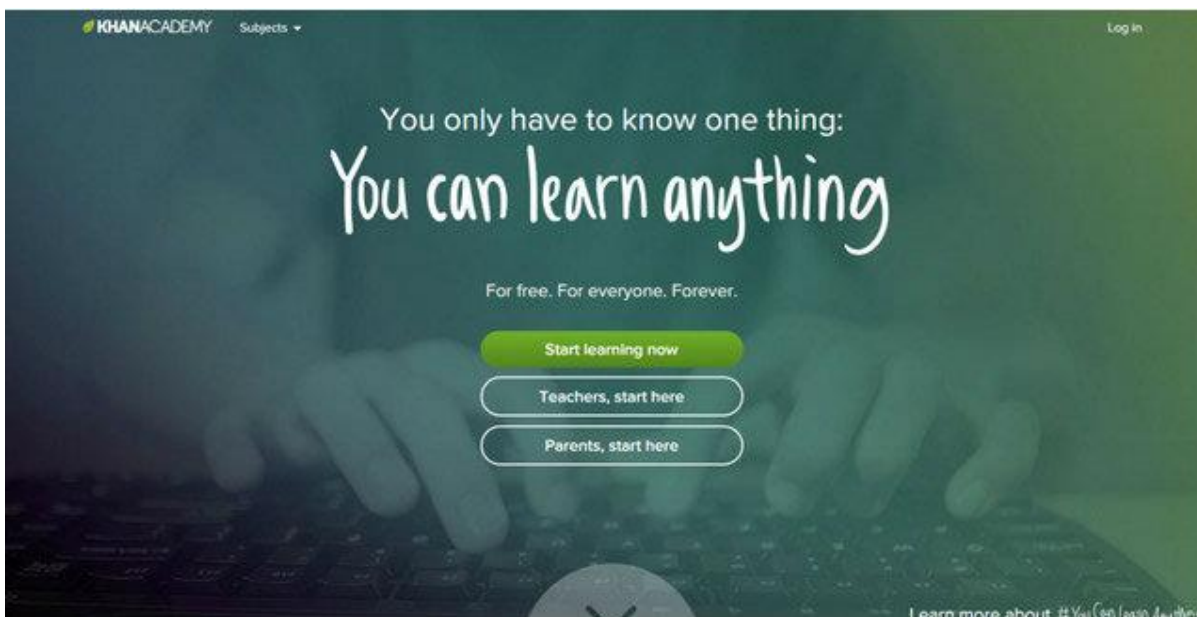 KHANACADEMY Subjects Log in
You only have to know one thing:
You can learn anything
For free. For everyone. Forever.
Start learning now
Teachers, start here
Parents, start here
Learn more about #YouCanLearnAnything